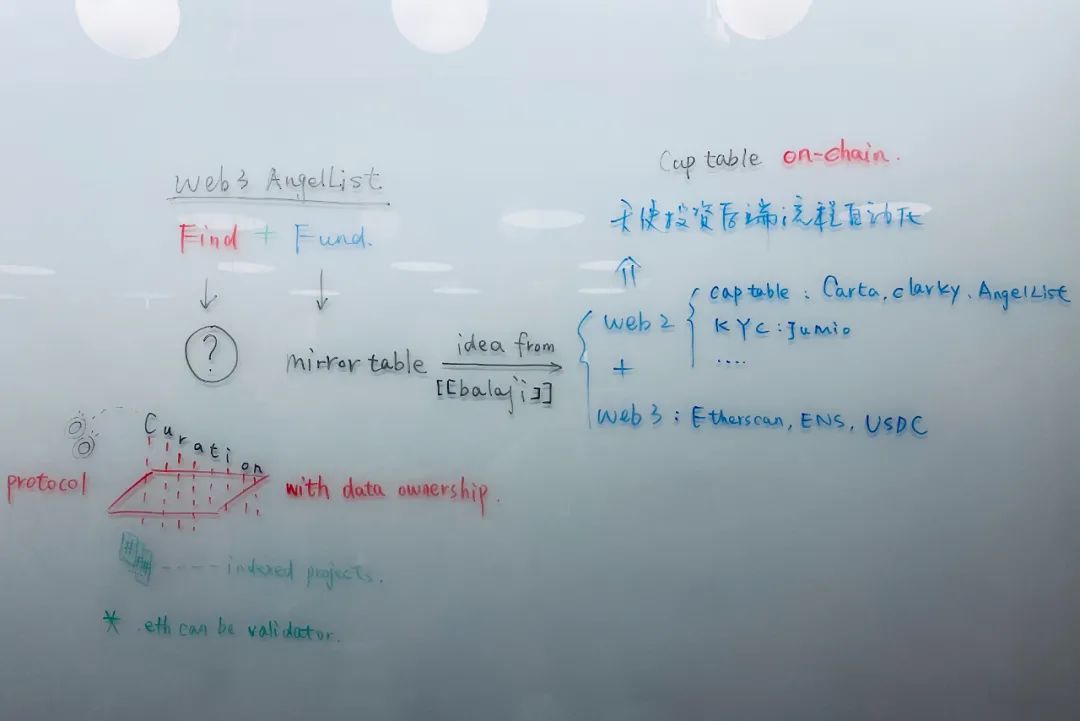 Web3 AngelList
Find + Fund.
?
mirror table
idea from
[[balaji]]
Curation
protocol
with data ownership.
indexed projects.
* .eth can be validator.
Cap table on-chain.
天使投资后端流程自动化
web2
cap table : Carta, clarky, AngelList
KYC : Jumio
....
+
web3 : Etherscan, ENS, USDC